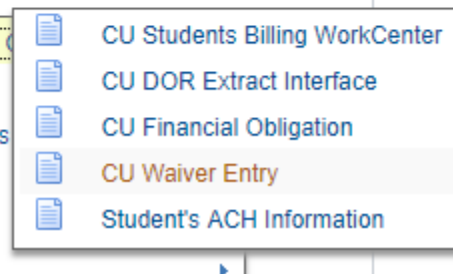 CU Students Billing WorkCenter
CU DOR Extract Interface
CU Financial Obligation
CU Waiver Entry
Student's ACH Information